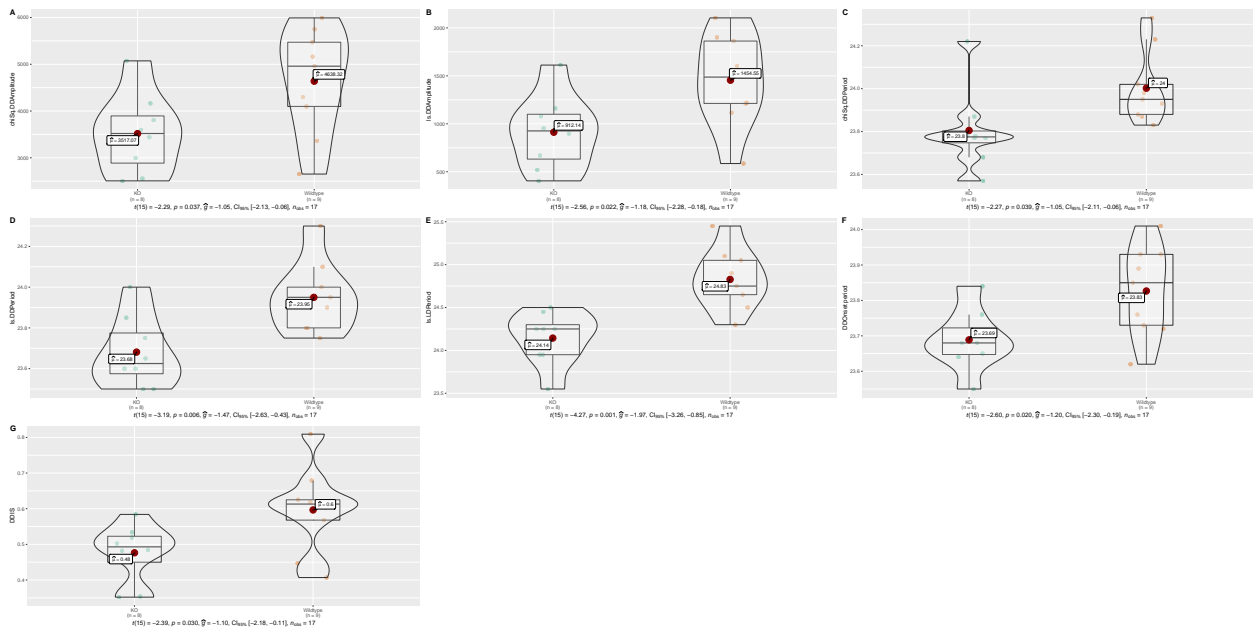 A
chiSq.DDAmplitude
6000
5000
4000
3000
μ̂ = 3517.07
μ̂ = 4638.32
KO
(n = 8)
Wildtype
(n = 9)
t(15) = −2.29, p = 0.037, ĝ = −1.05, CI95% [−2.13, −0.06], nobs = 17
B
ls.DDAmplitude
2000
1500
1000
500
μ̂ = 912.14
μ̂ = 1454.55
KO
(n = 8)
Wildtype
(n = 9)
t(15) = −2.56, p = 0.022, ĝ = −1.18, CI95% [−2.28, −0.18], nobs = 17
C
chiSq.DDPeriod
24.2
24.0
23.8
23.6
μ̂ = 23.8
μ̂ = 24
KO
(n = 8)
Wildtype
(n = 9)
t(15) = −2.27, p = 0.039, ĝ = −1.05, CI95% [−2.11, −0.06], nobs = 17
D
ls.DDPeriod
24.2
24.0
23.8
23.6
μ̂ = 23.68
μ̂ = 23.95
KO
(n = 8)
Wildtype
(n = 9)
t(15) = −3.19, p = 0.006, ĝ = −1.47, CI95% [−2.63, −0.43], nobs = 17
E
ls.LDPeriod
25.5
25.0
24.5
24.0
23.5
μ̂ = 24.14
μ̂ = 24.83
KO
(n = 8)
Wildtype
(n = 9)
t(15) = −4.27, p = 0.001, ĝ = −1.97, CI95% [−3.26, −0.85], nobs = 17
F
DDOnset.period
24.0
23.9
23.8
23.7
23.6
μ̂ = 23.69
μ̂ = 23.83
KO
(n = 8)
Wildtype
(n = 9)
t(15) = −2.60, p = 0.020, ĝ = −1.20, CI95% [−2.30, −0.19], nobs = 17
G
DDIS
0.8
0.7
0.6
0.5
0.4
μ̂ = 0.48
μ̂ = 0.6
KO
(n = 8)
Wildtype
(n = 9)
t(15) = −2.39, p = 0.030, ĝ = −1.10, CI95% [−2.18, −0.11], nobs = 17